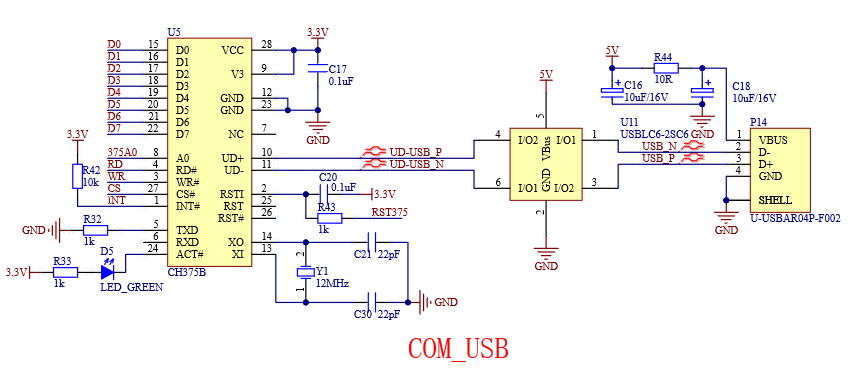 U5
D0 15 D0 VCC 28 3.3V
D1 16 D1
D2 17 D2 V3 9 C17
D3 18 D3 0.1uF
D4 19 D4 GND 12
D5 20 D5 GND 23
D6 21 D6
D7 22 D7 NC 7 GND
3.3V
375A0 8 A0 UD+ 10 UD-USB_P
RD 4 RD# UD- 11 UD-USB_N
R42
10k
WR 3 WR#
CS 27 CS# RSTI 2 C20 0.1uF 3.3V
INT 1 INT# RST 25 R43
RST# 26 1k RST375
GND R32 5 TXD
1k 6 RXD XO 14
3.3V R33 D5 24 ACT# XI 13
1k LED_GREEN CH375B
C21 22pF
2 Y1
12MHz
1
C30 22pF
GND
5V
5
U11
USBLC6-2SC6
4 I/O2 VBus I/O1 1
6 I/O1 GND I/O2 3
2
GND
5V R44
10R
C16
10uF/16V
C18
10uF/16V
GND
P14
1 VBUS
USB_N 2 D-
USB_P 3 D+
4 GND
SHELL
GND
U-USBAR04P-F002
COM_USB